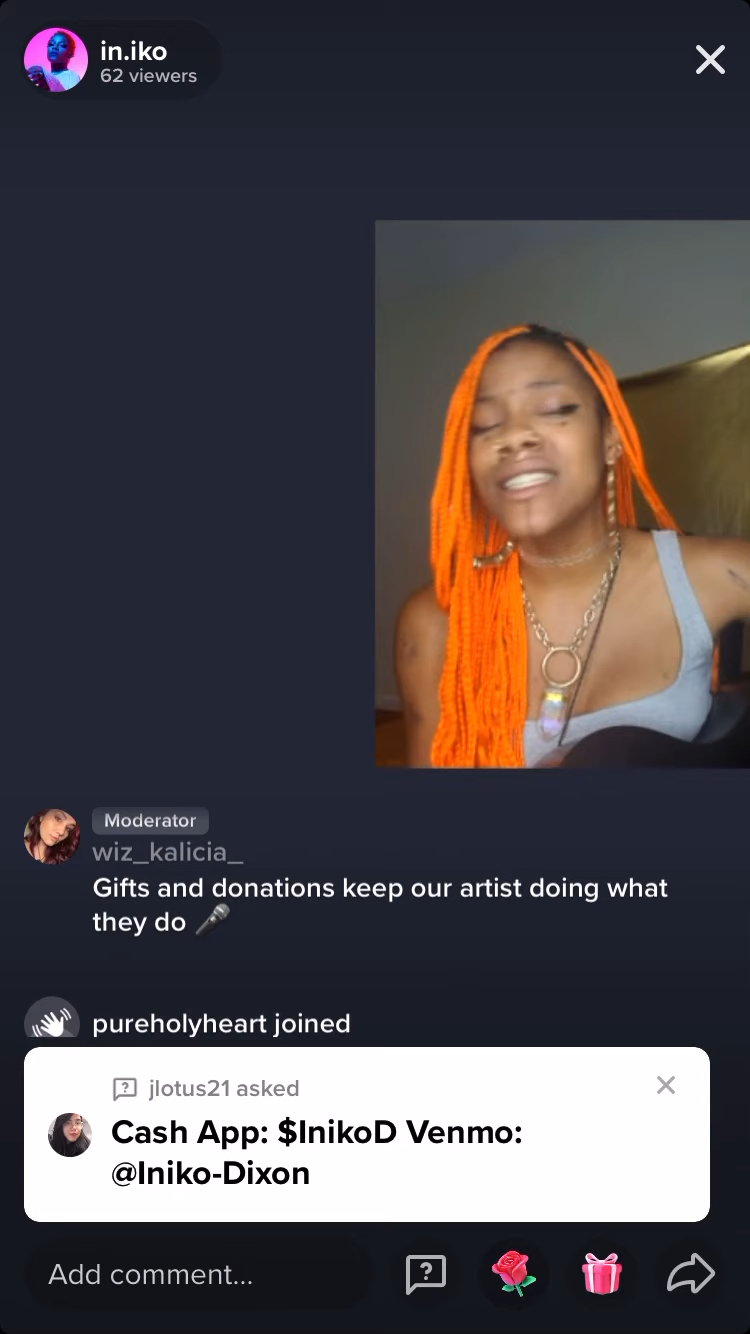 in.iko
62 viewers
Moderator
wiz_kalicia_
Gifts and donations keep our artist doing what
they do 🎤
pureholyheart joined
jlotus21 asked
Cash App: $InikoD Venmo:
@Iniko-Dixon
Add comment...